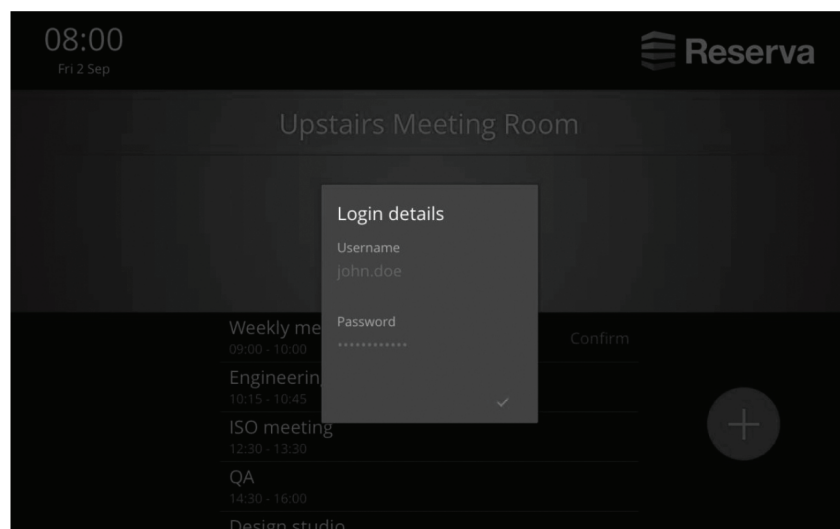 08:00
Fri 2 Sep
Reserva
Upstairs Meeting Room
Login details
Username
john.doe
Password
••••••••••••
Weekly me
09:00 - 10:00
Confirm
Engineerin
10:15 - 10:45
ISO meeting
12:30 - 13:30
QA
14:30 - 16:00
Design studio